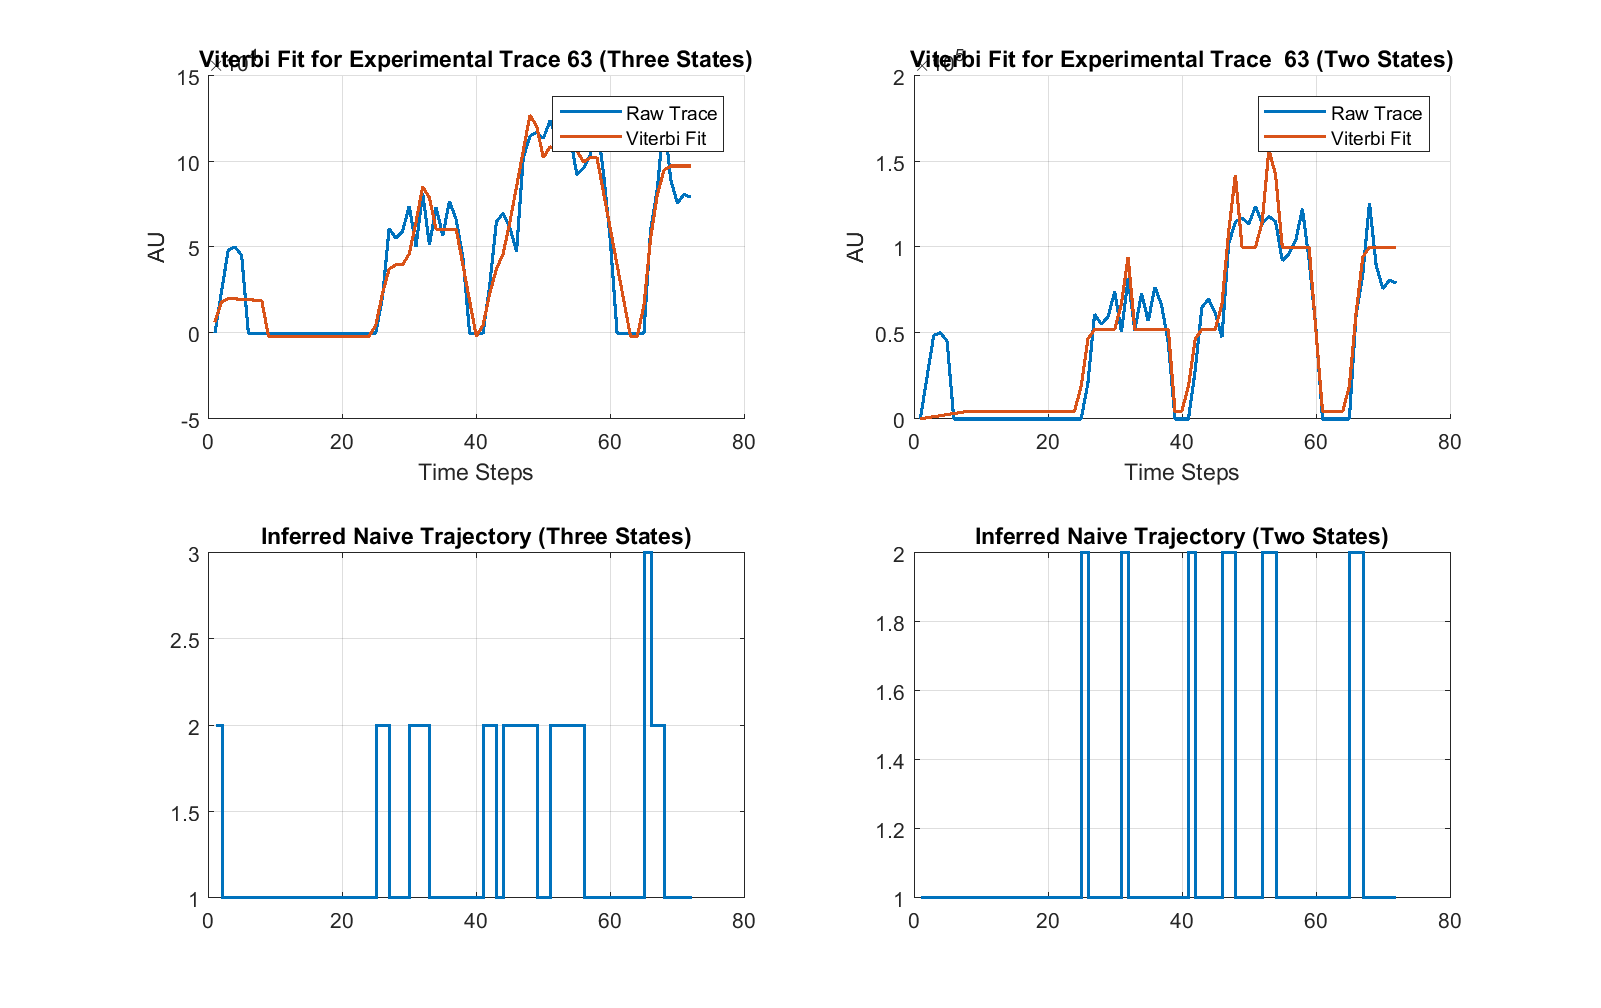 Viterbi Fit for Experimental Trace 63 (Three States)
15
10
5
0
-5
AU
Raw Trace
Viterbi Fit
0 20 40 60 80
Time Steps
Viterbi Fit for Experimental Trace  63 (Two States)
×10^5
2
1.5
1
0.5
0
AU
Raw Trace
Viterbi Fit
0 20 40 60 80
Time Steps
Inferred Naive Trajectory (Three States)
3
2.5
2
1.5
1
0 20 40 60 80
Inferred Naive Trajectory (Two States)
2
1.8
1.6
1.4
1.2
1
0 20 40 60 80